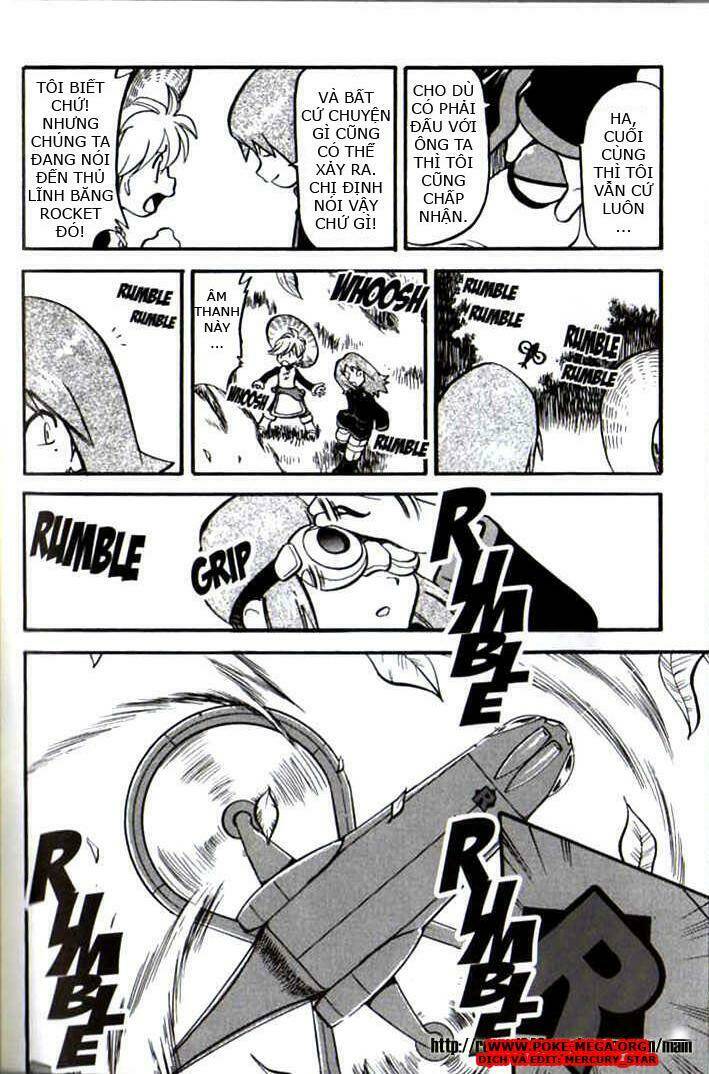 HA,
CUỐI
CÙNG
THÌ TÔI
VẪN CỨ
LUÔN
...
CHO DÙ
CÓ PHẢI
ĐẤU VỚI
ÔNG TA
THÌ TÔI
CŨNG
CHẤP
NHẬN.
VÀ BẤT
CỨ CHUYỆN
GÌ CŨNG
CÓ THỂ
XẢY RA.
CHỊ ĐỊNH
NÓI VẬY
CHỨ GÌ!
TÔI BIẾT
CHỨ!
NHƯNG
CHÚNG TA
ĐANG NÓI
ĐẾN THỦ
LĨNH BĂNG
ROCKET
ĐÓ!
RUMBLE
RUMBLE
RUMBLE
RUMBLE
WHOOSH
ÂM
THANH
NÀY
...
WHOOSH
RUMBLE
RUMBLE
RUMBLE
RUMBLE
GRIP
RUMBLE
R
RUMBLE
RUMBLE
R
WWW.POKE-MEGA.ORG
DỊCH VÀ EDIT: MERCURY_STAR